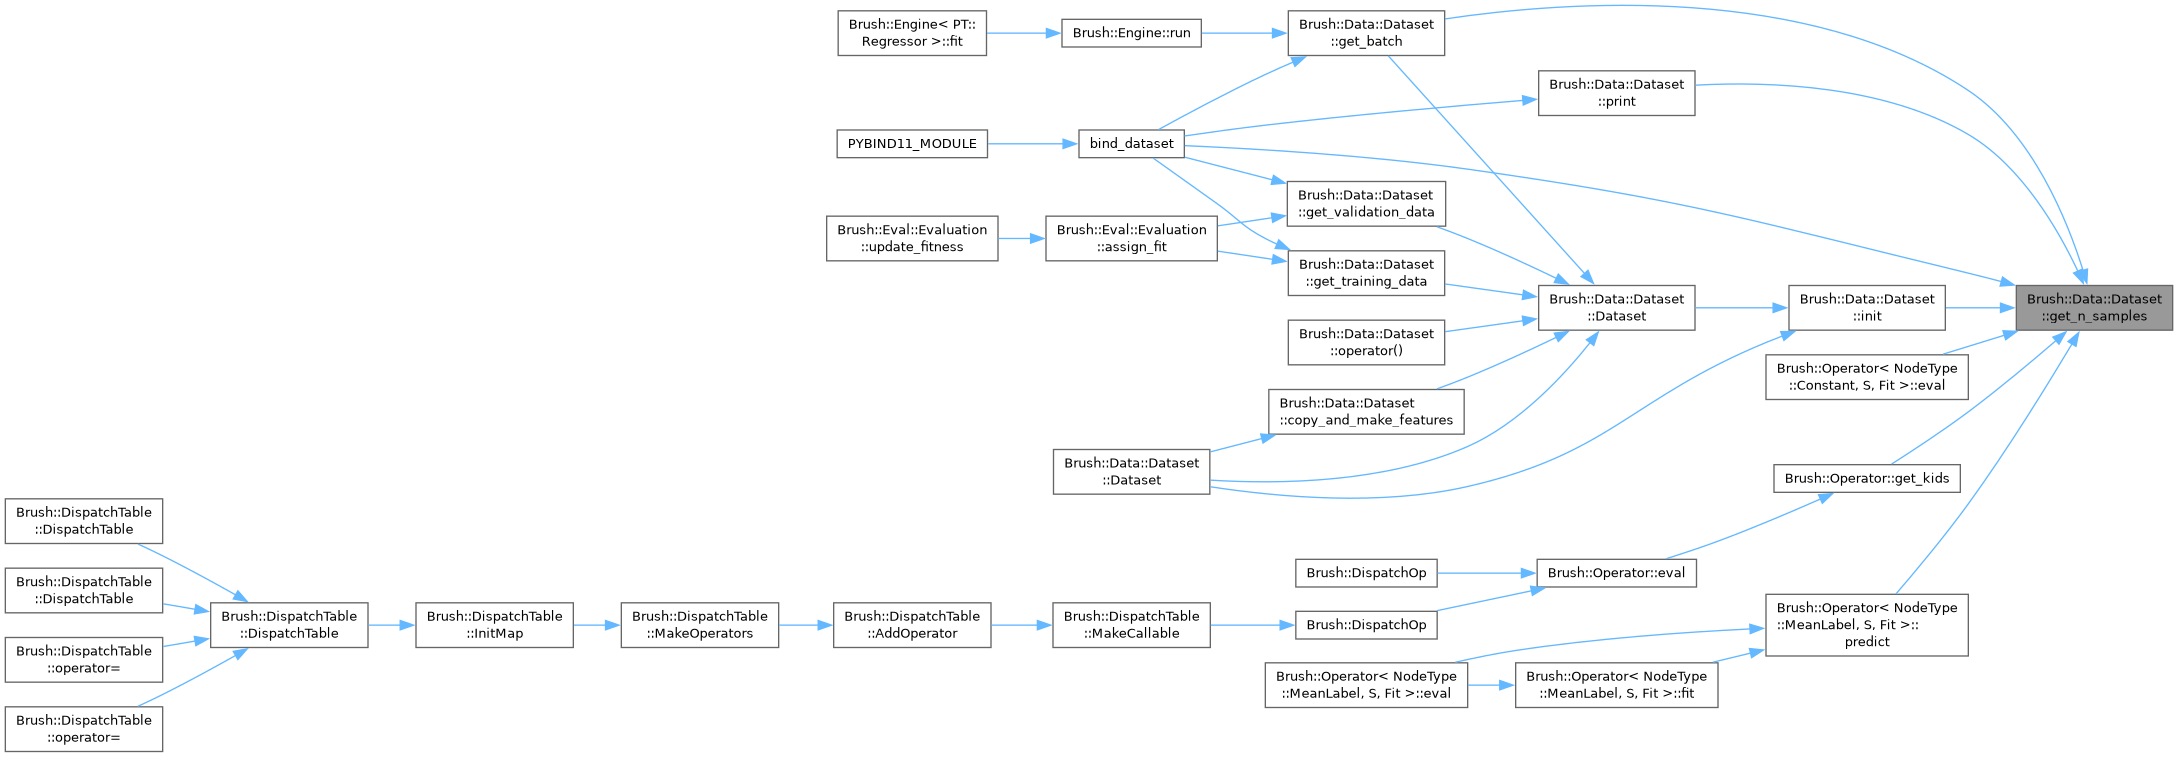 Brush::Engine< PT::
Regressor >::fit
Brush::Engine::run
Brush::Data::Dataset
::get_batch
Brush::Data::Dataset
::print
PYBIND11_MODULE
bind_dataset
Brush::Data::Dataset
::get_validation_data
Brush::Eval::Evaluation
::update_fitness
Brush::Eval::Evaluation
::assign_fit
Brush::Data::Dataset
::get_training_data
Brush::Data::Dataset
::Dataset
Brush::Data::Dataset
::init
Brush::Data::Dataset
::get_n_samples
Brush::Data::Dataset
::operator()
Brush::Operator< NodeType
::Constant, S, Fit >::eval
Brush::Data::Dataset
::copy_and_make_features
Brush::Data::Dataset
::Dataset
Brush::Operator::get_kids
Brush::DispatchTable
::DispatchTable
Brush::DispatchOp
Brush::Operator::eval
Brush::DispatchTable
::DispatchTable
Brush::DispatchTable
::DispatchTable
Brush::DispatchTable
::InitMap
Brush::DispatchTable
::MakeOperators
Brush::DispatchTable
::AddOperator
Brush::DispatchTable
::MakeCallable
Brush::DispatchOp
Brush::Operator< NodeType
::MeanLabel, S, Fit >::
predict
Brush::DispatchTable
::operator=
Brush::Operator< NodeType
::MeanLabel, S, Fit >::eval
Brush::Operator< NodeType
::MeanLabel, S, Fit >::fit
Brush::DispatchTable
::operator=